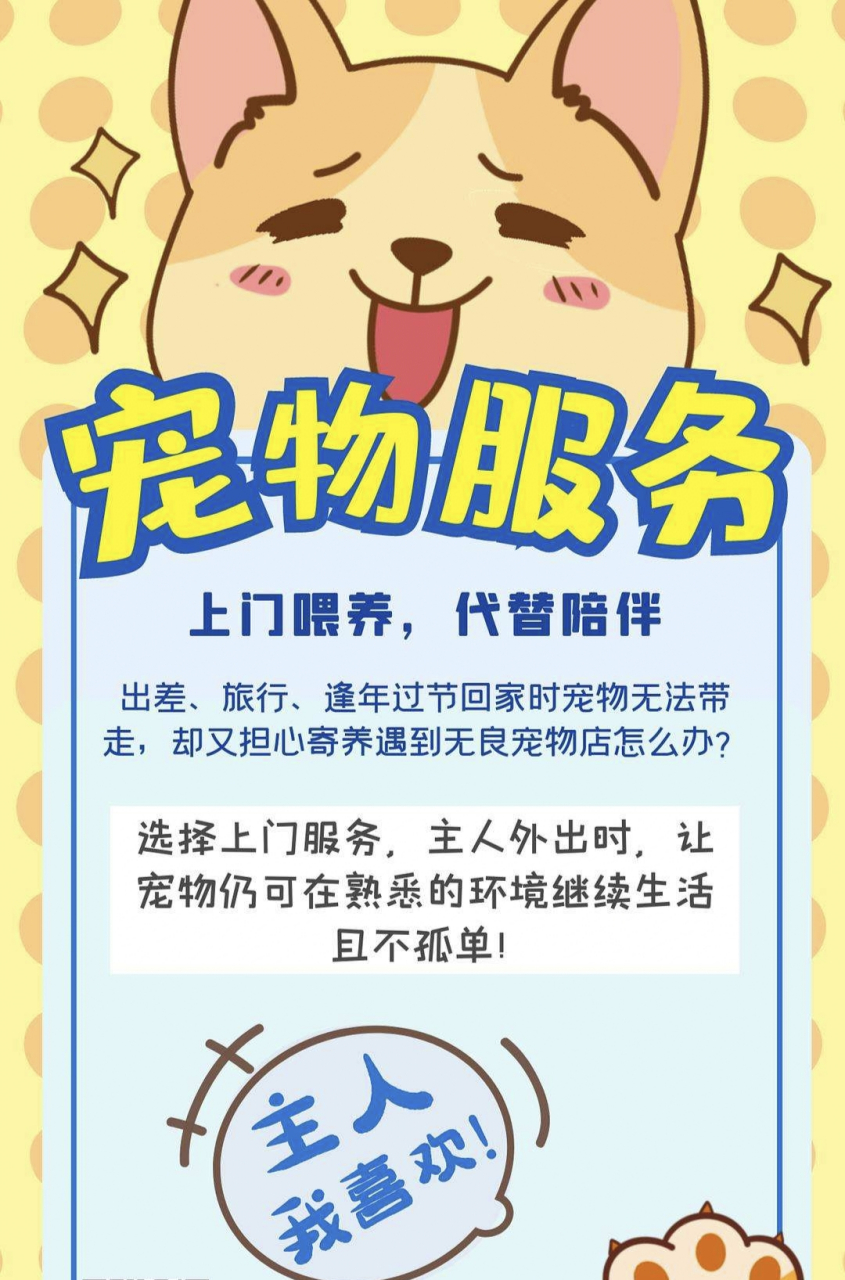 宠物服务
上门喂养，代替陪伴
出差、旅行、逢年过节回家时宠物无法带
走，却又担心寄养遇到无良宠物店怎么办?
选择上门服务，主人外出时，让
宠物仍可在熟悉的环境继续生活
且不孤单!
主人
我喜欢!